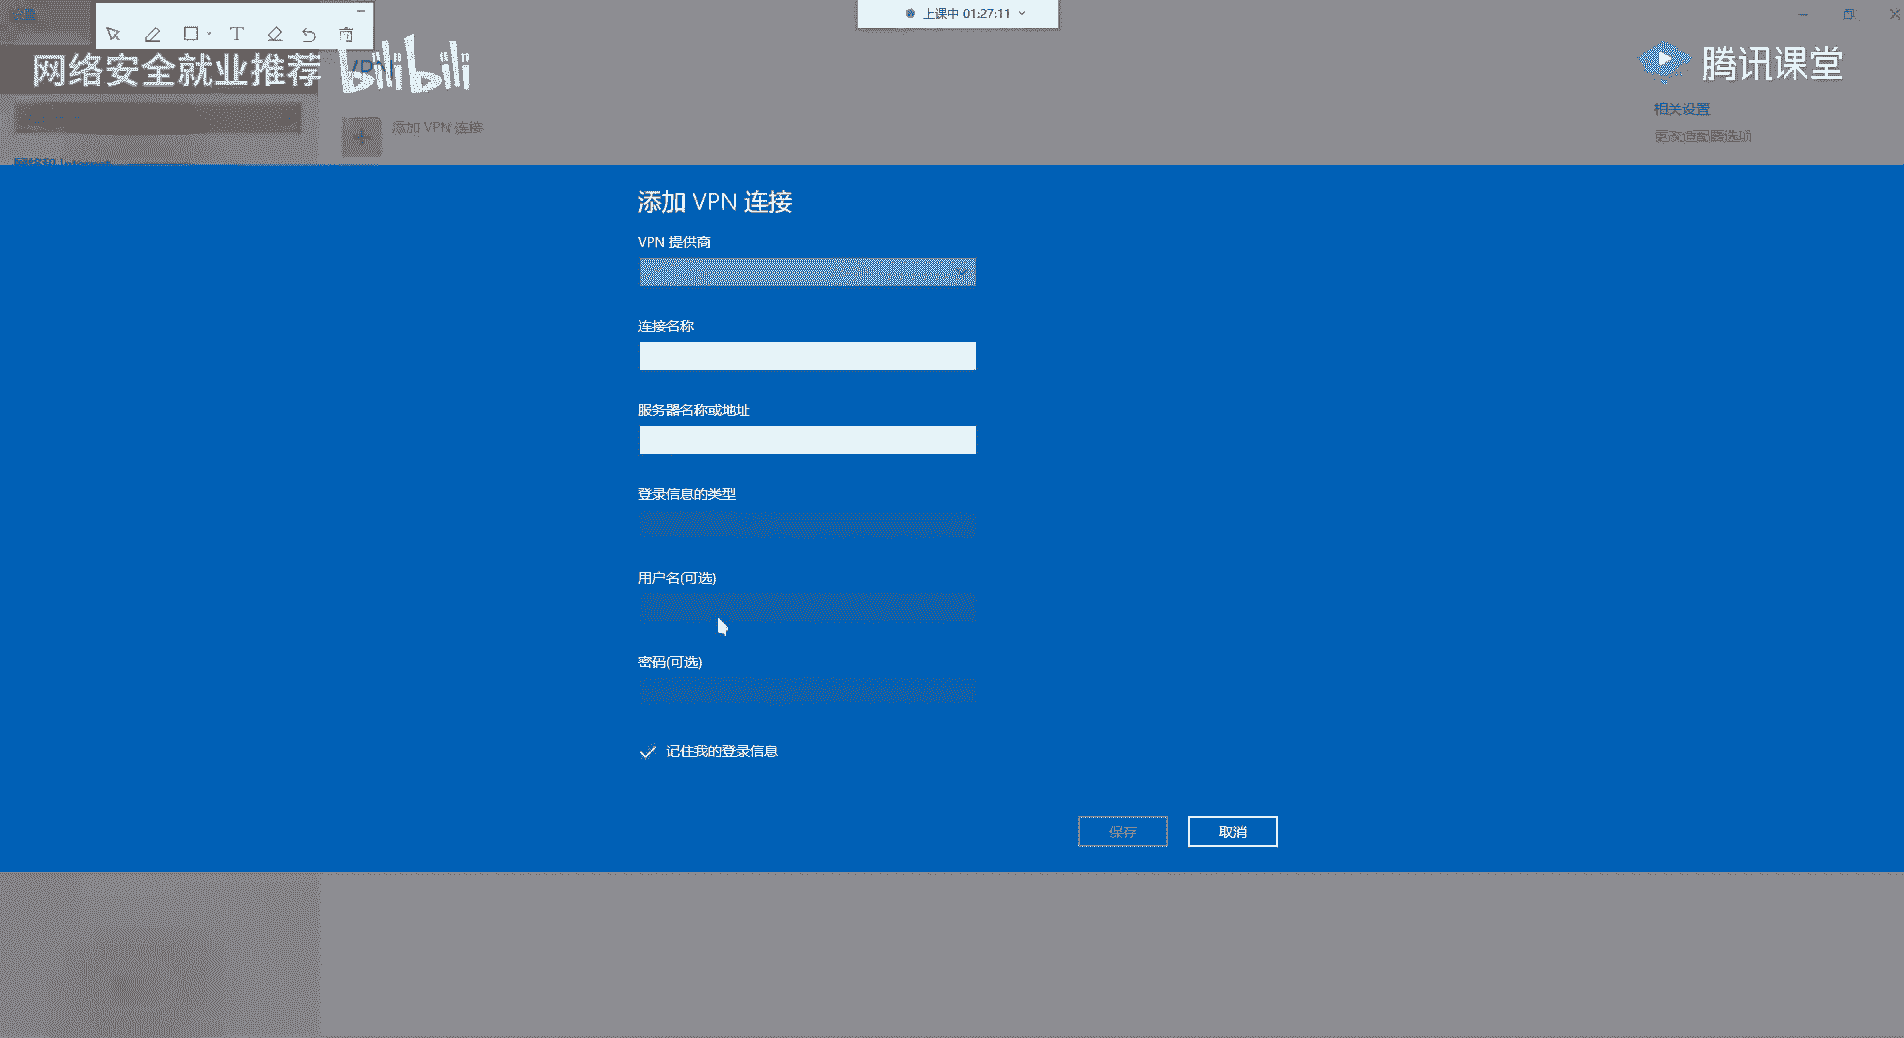 上课中 01:27:11
网络安全就业推荐
bilibili
腾讯课堂
相关设置
添加 VPN 连接
更改适配器选项
添加 VPN 连接
VPN 提供商
连接名称
服务器名称或地址
登录信息的类型
用户名(可选)
密码(可选)
记住我的登录信息
保存
取消